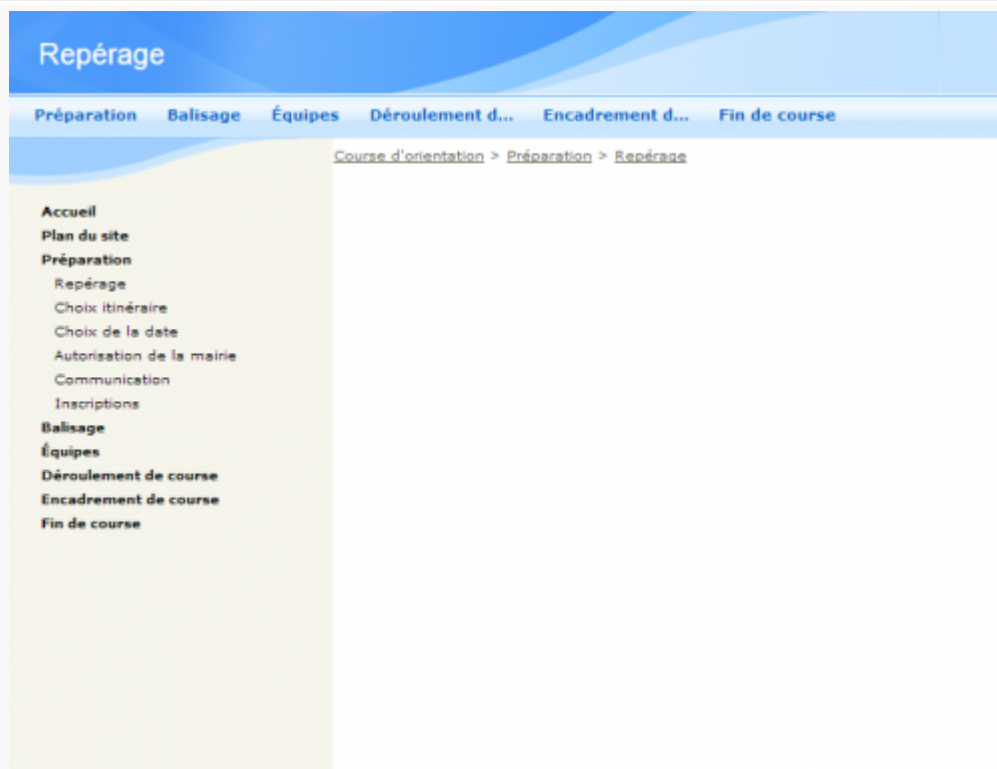 Repérage
Préparation Balisage Équipes Déroulement d... Encadrement d... Fin de course
Course d'orientation > Préparation > Repérage
Accueil
Plan du site
Préparation
Repérage
Choix itinéraire
Choix de la date
Autorisation de la mairie
Communication
Inscriptions
Balisage
Équipes
Déroulement de course
Encadrement de course
Fin de course